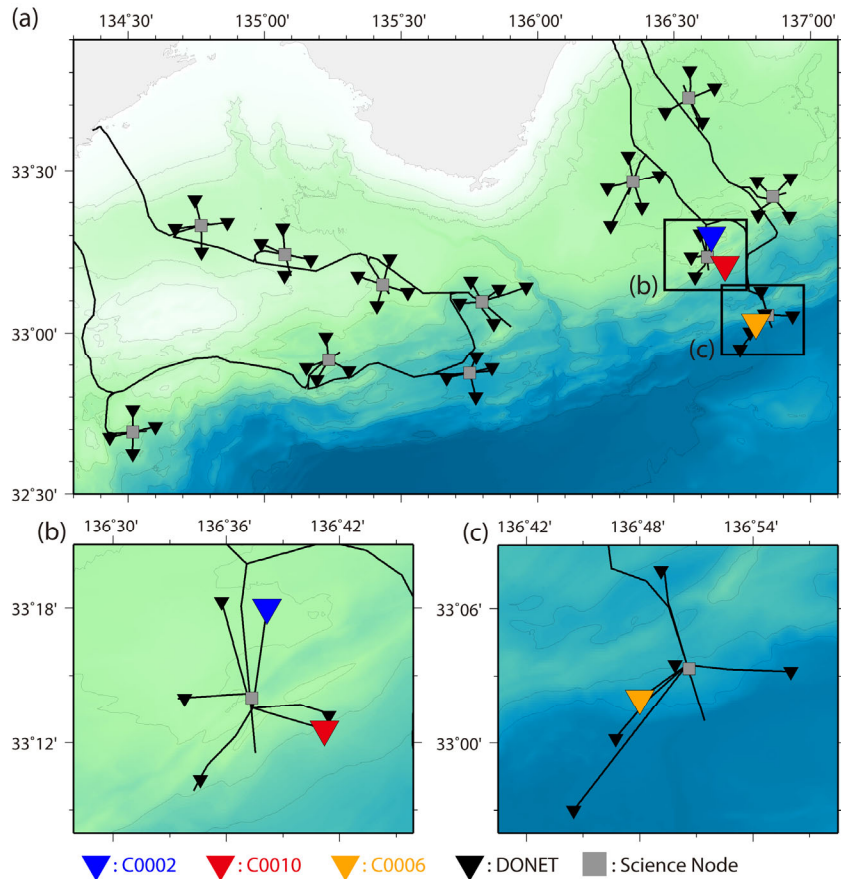 (a)
134°30' 135°00' 135°30' 136°00' 136°30' 137°00'
33°30'
33°00'
32°30'
(b)
(c)
(b)
136°30' 136°36' 136°42'
33°18'
33°12'
(c)
136°42' 136°48' 136°54'
33°06'
33°00'
: C0002 : C0010 : C0006 : DONET : Science Node